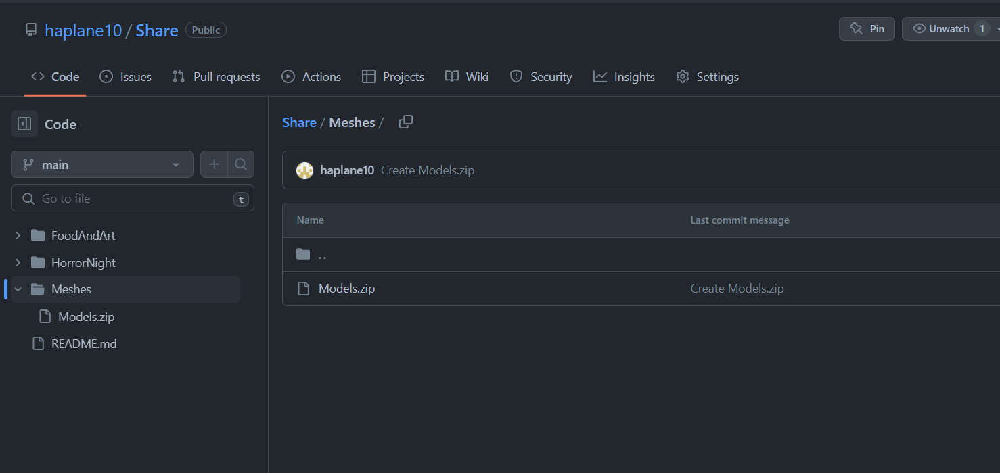 haplane10 / Share Public
Pin
Unwatch 1
Code Issues Pull requests Actions Projects Wiki Security Insights Settings
Code
main
Go to file t
FoodAndArt
HorrorNight
Meshes
Models.zip
README.md
Share / Meshes /
haplane10 Create Models.zip
Name Last commit message
..
Models.zip Create Models.zip